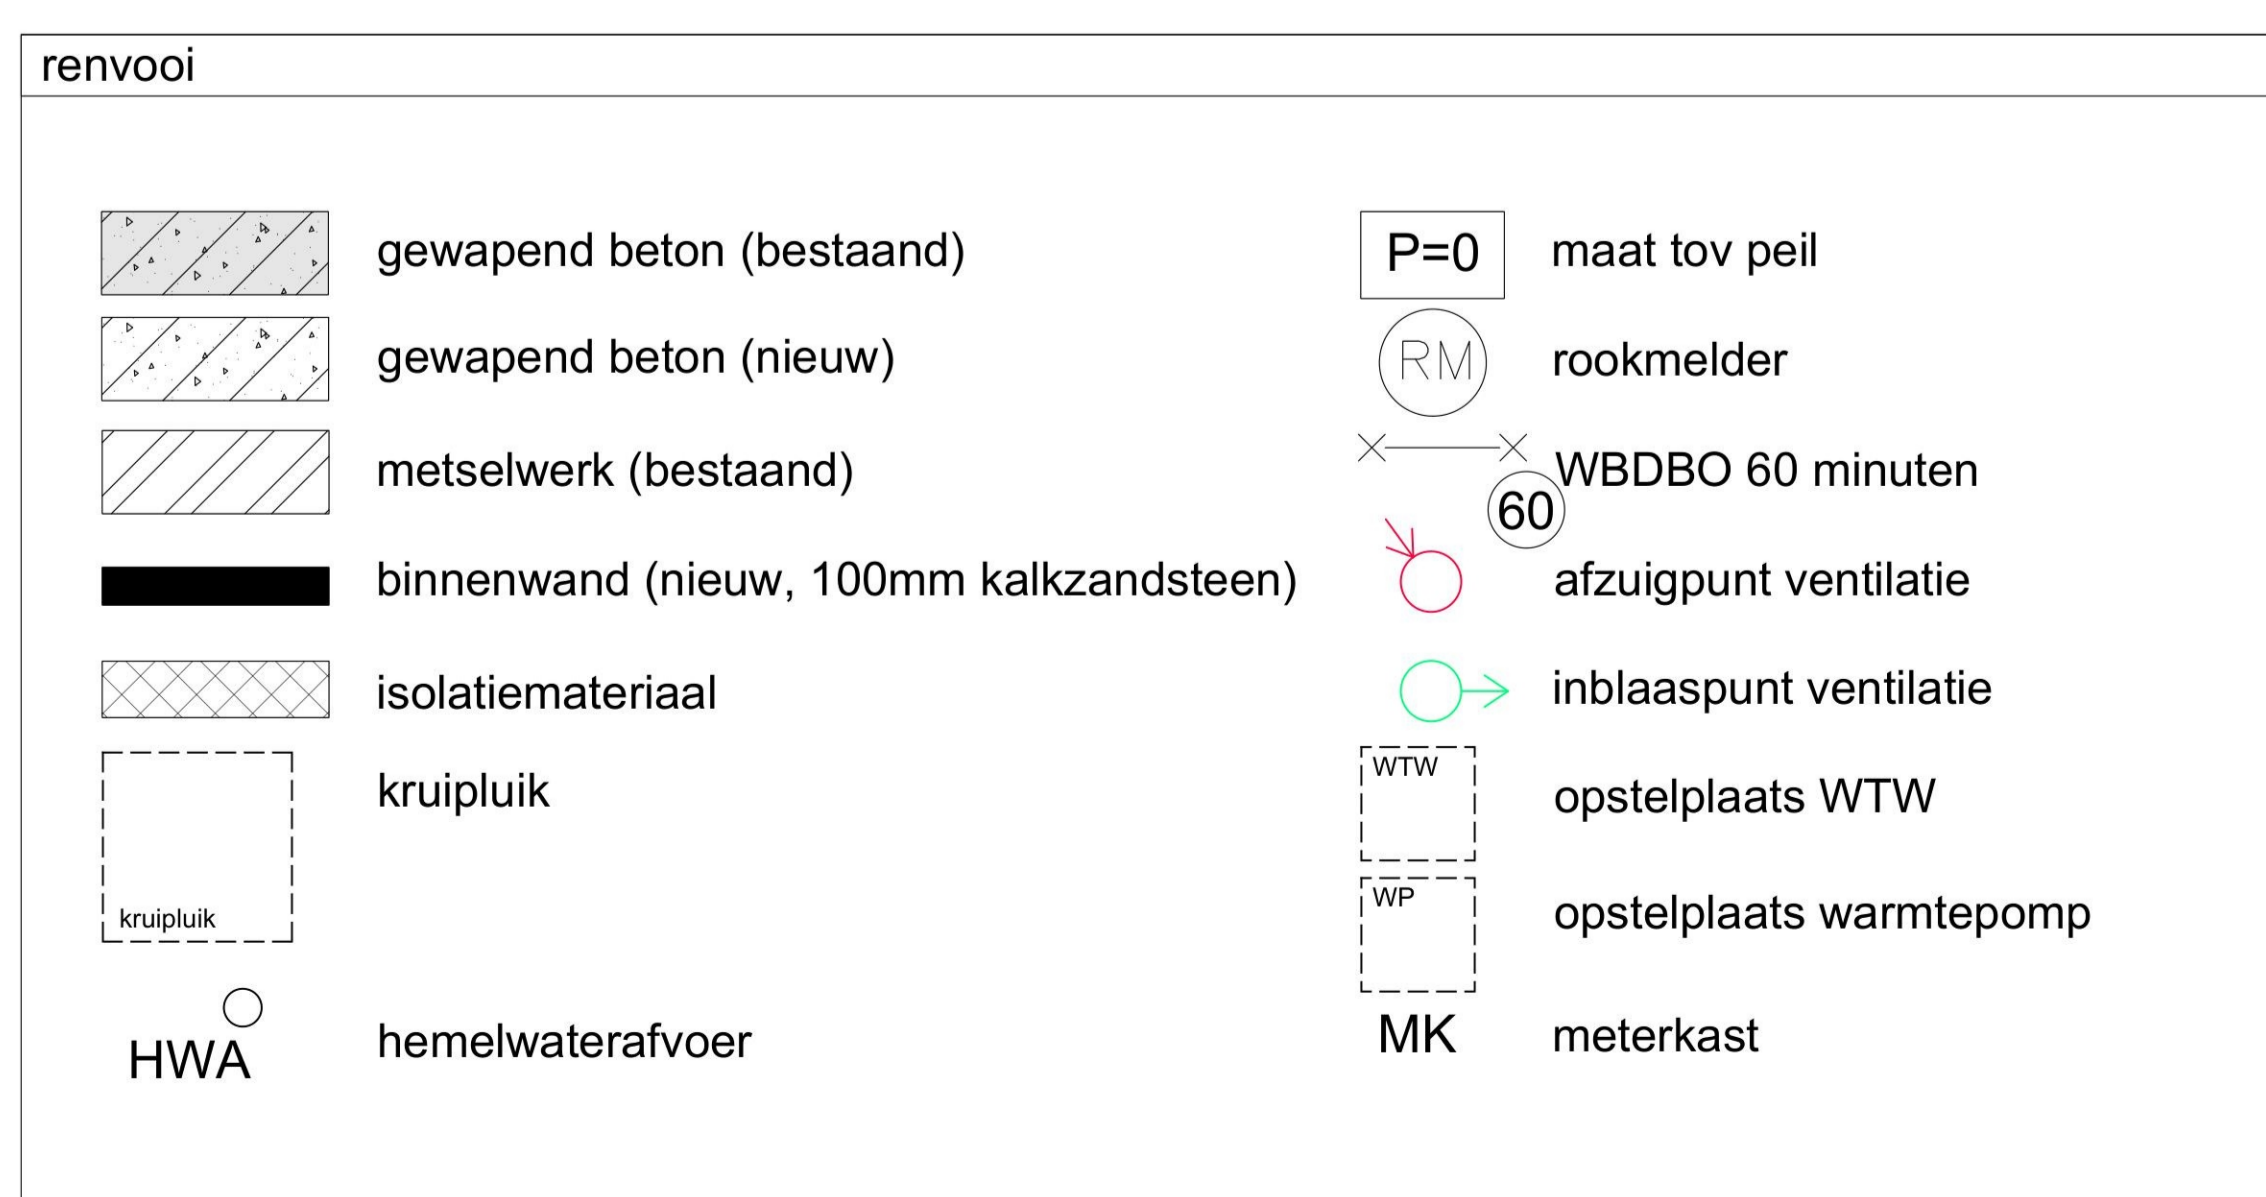 renvooi
gewapend beton (bestaand)
gewapend beton (nieuw)
metselwerk (bestaand)
binnenwand (nieuw, 100mm kalkzandsteen)
isolatiemateriaal
kruipluik
kruipluik
HWA
hemelwaterafvoer
P=0
maat tov peil
RM
rookmelder
WBDBO 60 minuten
60
afzuigpunt ventilatie
inblaaspunt ventilatie
WTW
opstelplaats WTW
WP
opstelplaats warmtepomp
MK
meterkast